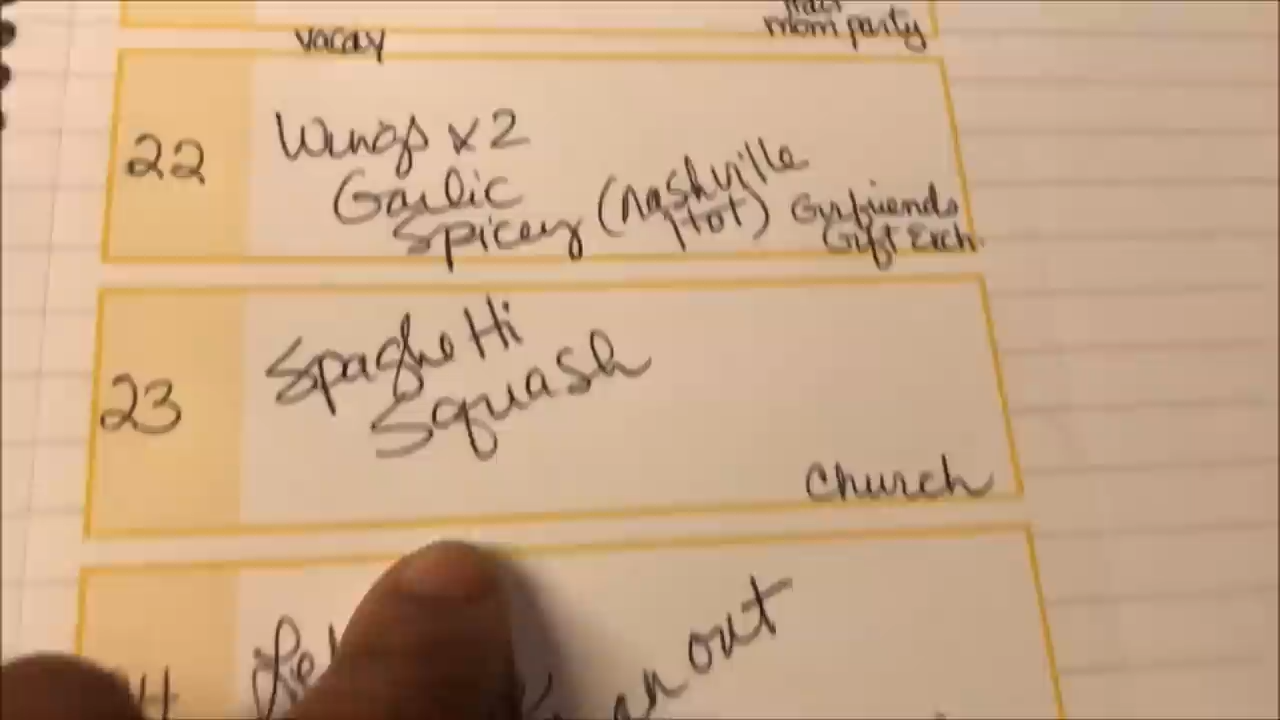 vacay
mom party
22
Wings x 2
Garlic
Spicey (nashville
Hot)
Girlfriends
Gift Exch.
23
Spaghetti
Squash
Church
out